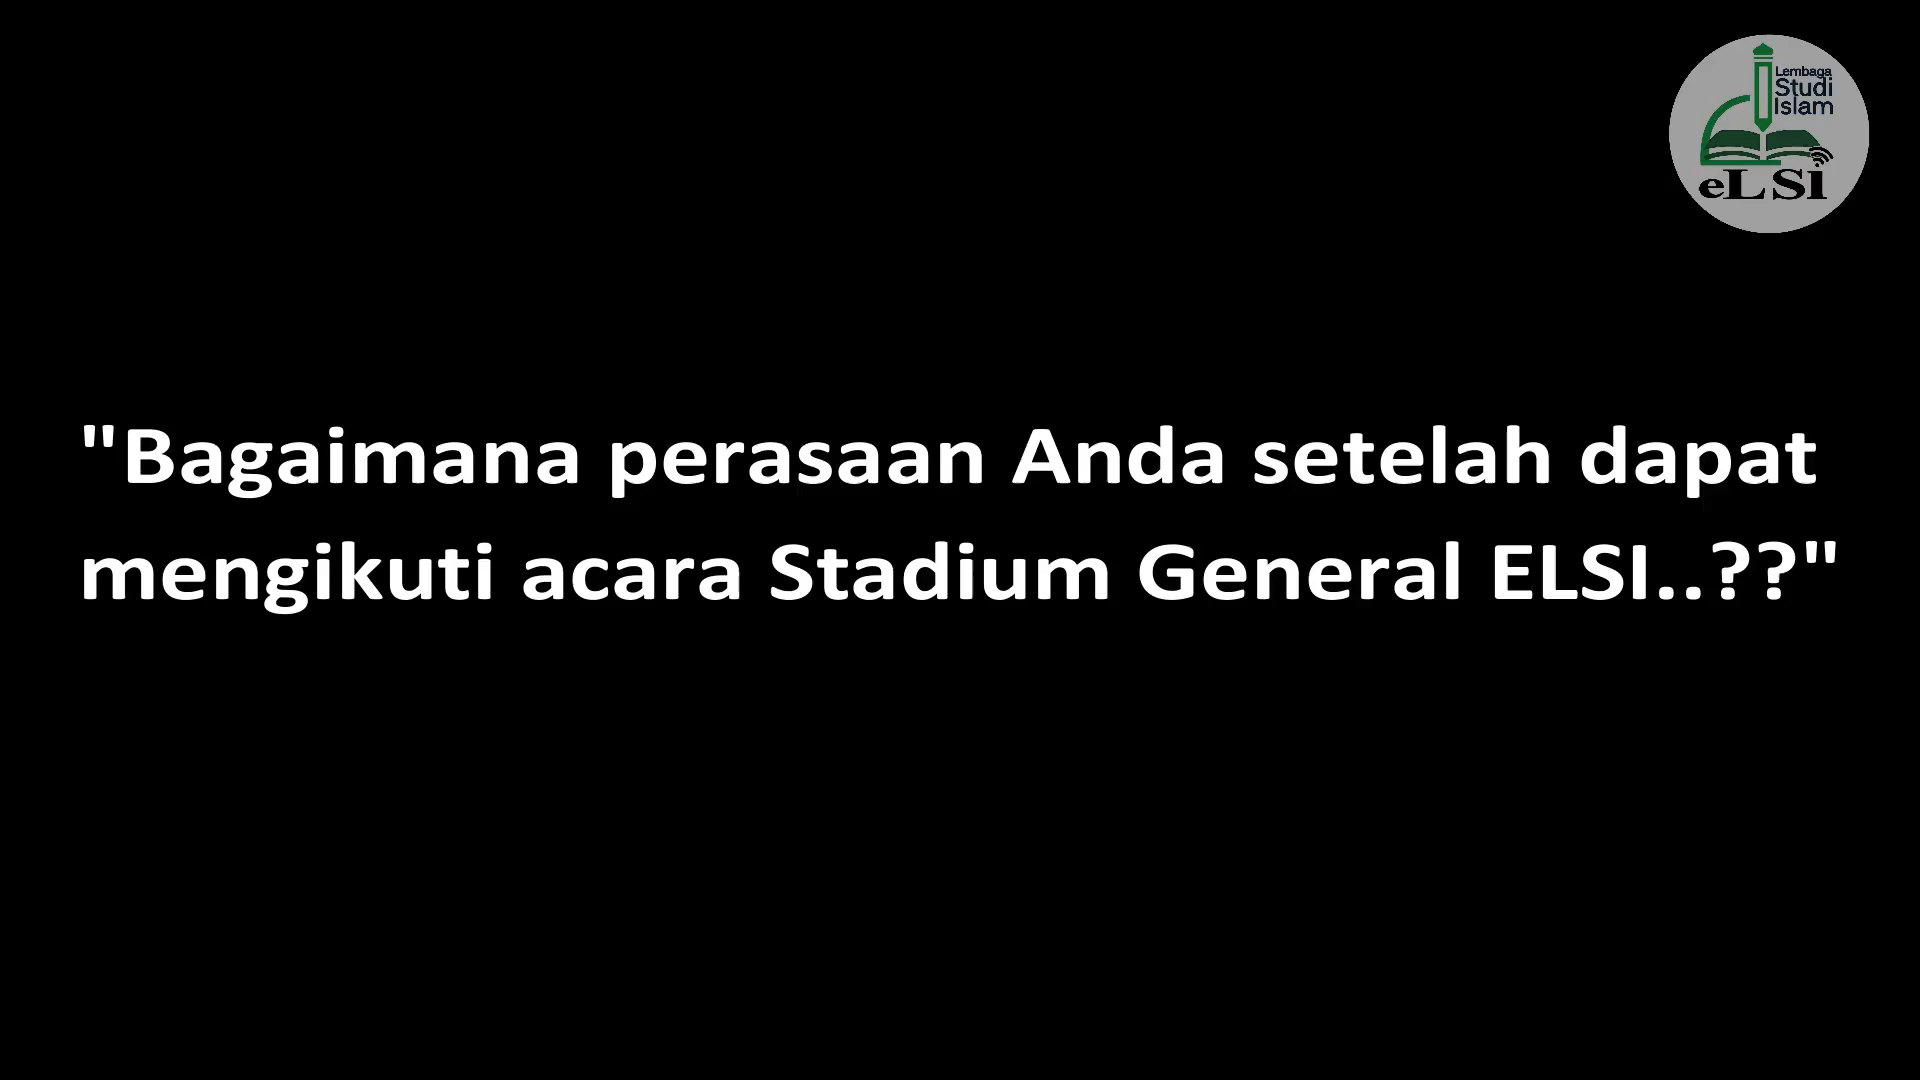 Lembaga
Studi
Islam
eLSi
"Bagaimana perasaan Anda setelah dapat
mengikuti acara Stadium General ELSI..??"